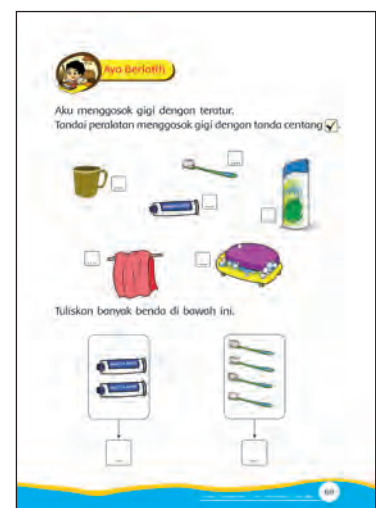 Ayo Berlatih
Aku menggosok gigi dengan teratur.
Tandai peralatan menggosok gigi dengan tanda centang ✓.
...
...
...
...
...
...
Tuliskan banyak benda di bawah ini.
...
...